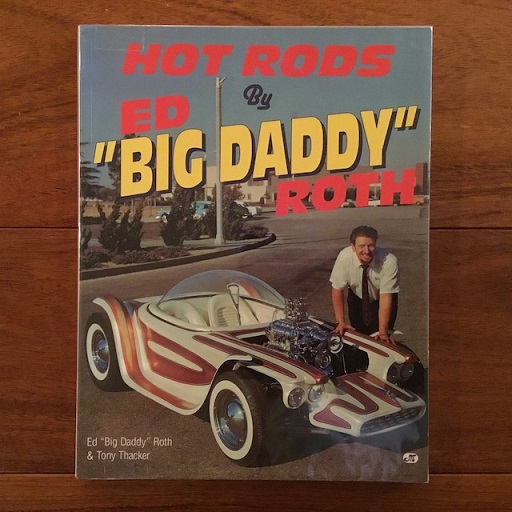 HOT RODS
By
ED
"BIG DADDY"
ROTH
Ed "Big Daddy" Roth
& Tony Thacker